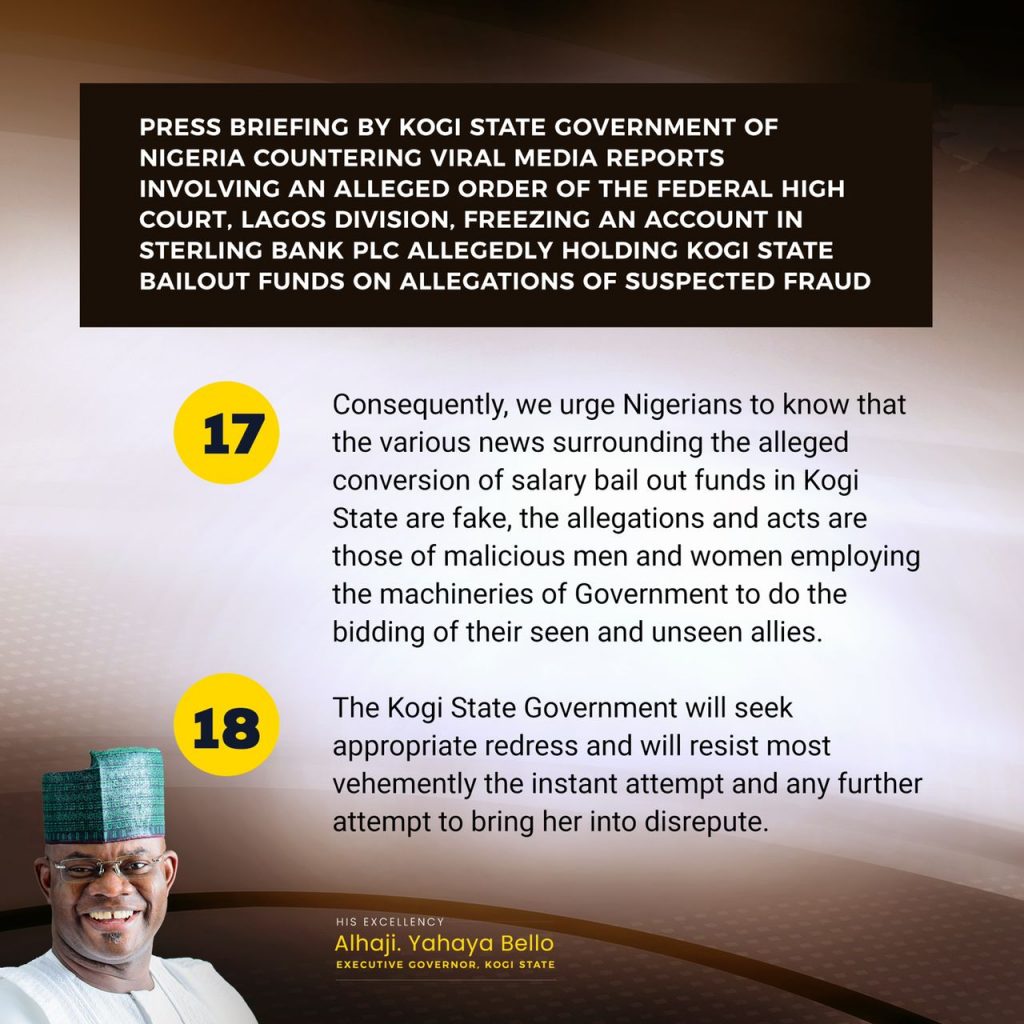 PRESS BRIEFING BY KOGI STATE GOVERNMENT OF
NIGERIA COUNTERING VIRAL MEDIA REPORTS
INVOLVING AN ALLEGED ORDER OF THE FEDERAL HIGH
COURT, LAGOS DIVISION, FREEZING AN ACCOUNT IN
STERLING BANK PLC ALLEGEDLY HOLDING KOGI STATE
BAILOUT FUNDS ON ALLEGATIONS OF SUSPECTED FRAUD
17
Consequently, we urge Nigerians to know that
the various news surrounding the alleged
conversion of salary bail out funds in Kogi
State are fake, the allegations and acts are
those of malicious men and women employing
the machineries of Government to do the
bidding of their seen and unseen allies.
18
The Kogi State Government will seek
appropriate redress and will resist most
vehemently the instant attempt and any further
attempt to bring her into disrepute.
HIS EXCELLENCY
Alhaji. Yahaya Bello
EXECUTIVE GOVERNOR, KOGI STATE